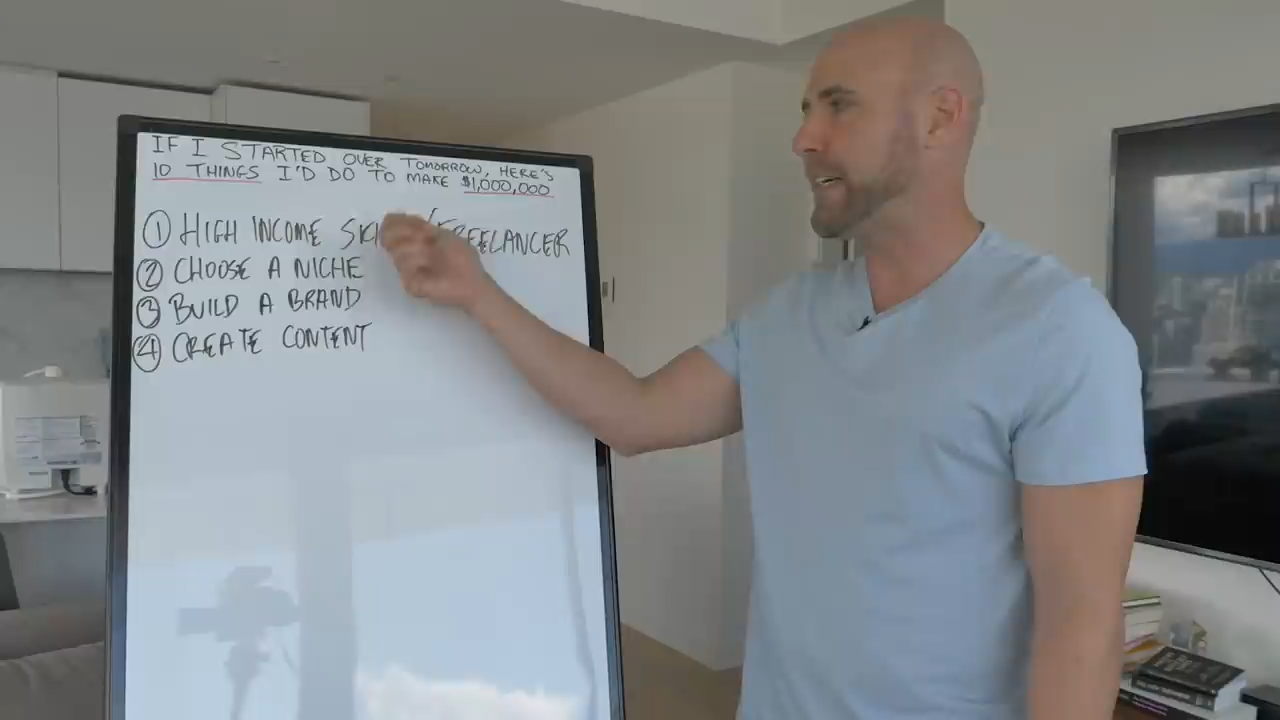 IF I STARTED OVER TOMORROW, HERE'S
10 THINGS I'D DO TO MAKE $1,000,000
① HIGH INCOME / FREELANCER
② CHOOSE A NICHE
③ BUILD A BRAND
④ CREATE CONTENT